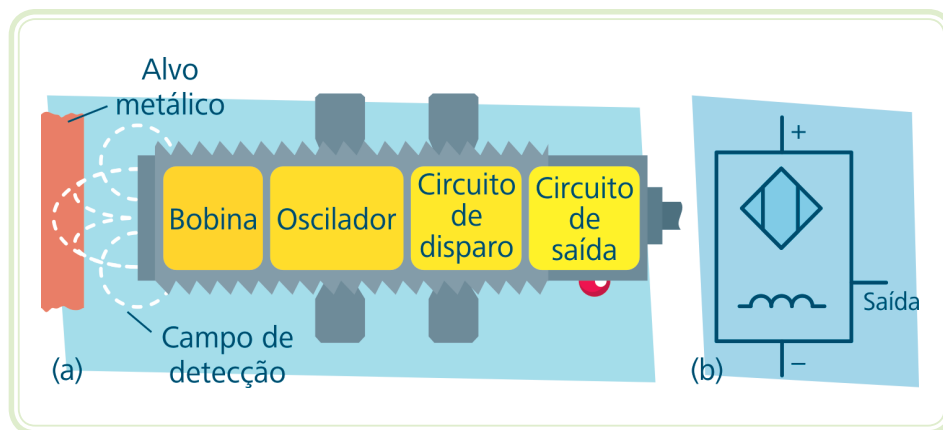 Alvo
metálico
Bobina
Oscilador
Circuito
de
disparo
Circuito
de
saída
Campo de
detecção
(a)
+
Saída
–
(b)